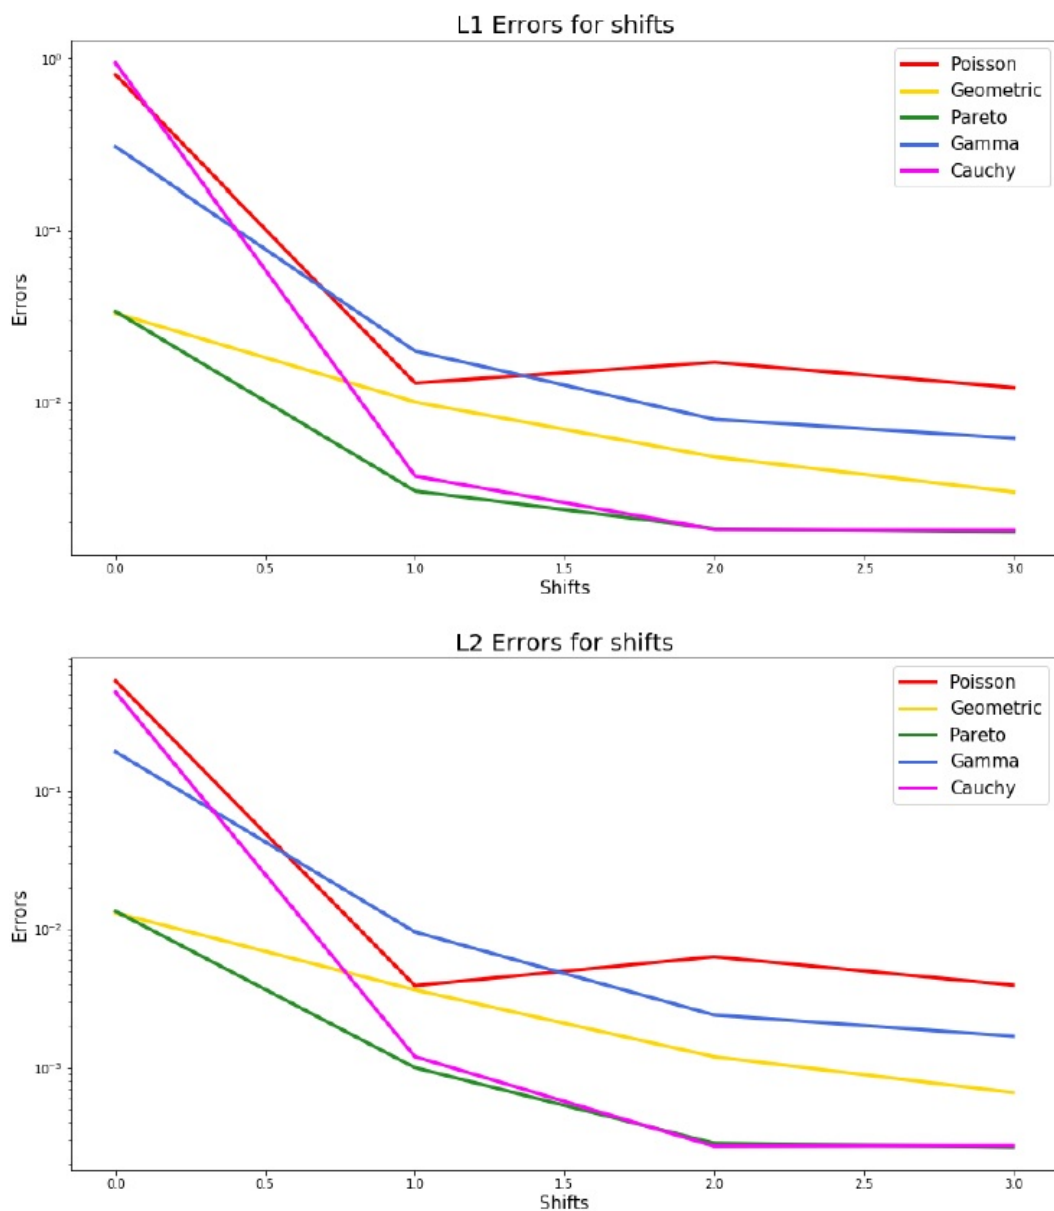 L1 Errors for shifts
Poisson
Geometric
Pareto
Gamma
Cauchy
Errors
10⁰
10⁻¹
10⁻²
0.0 0.5 1.0 1.5 2.0 2.5 3.0
Shifts
L2 Errors for shifts
Poisson
Geometric
Pareto
Gamma
Cauchy
Errors
10⁻¹
10⁻²
10⁻³
0.0 0.5 1.0 1.5 2.0 2.5 3.0
Shifts